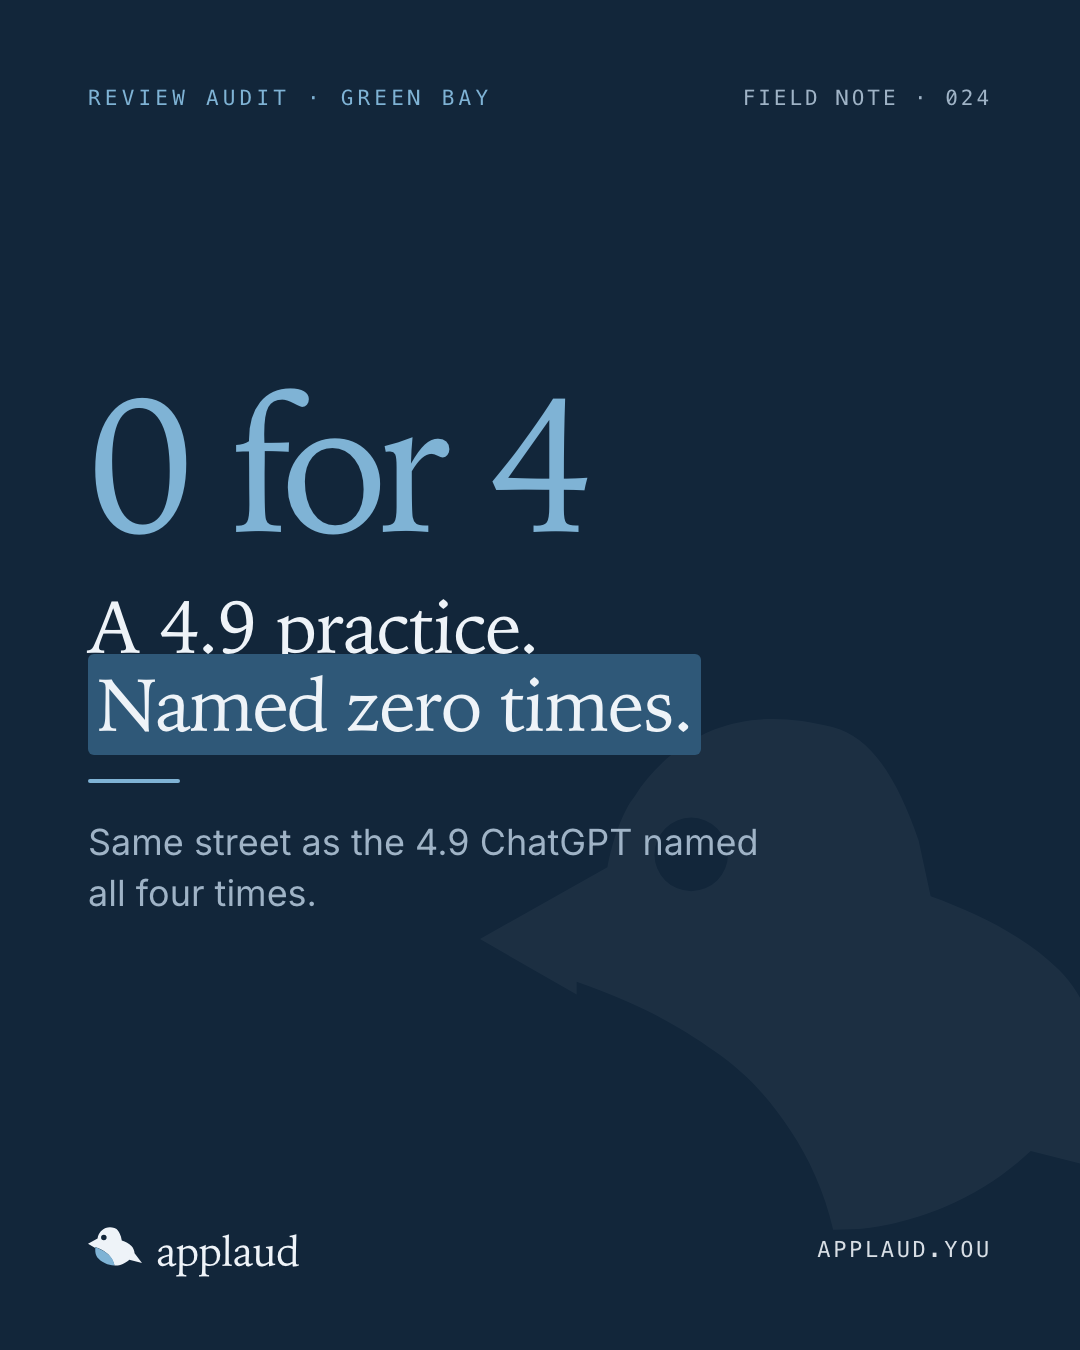 REVIEW AUDIT · GREEN BAY
FIELD NOTE · 024
0 for 4
A 4.9 practice.
Named zero times.
Same street as the 4.9 ChatGPT named
all four times.
applaud
APPLAUD.YOU